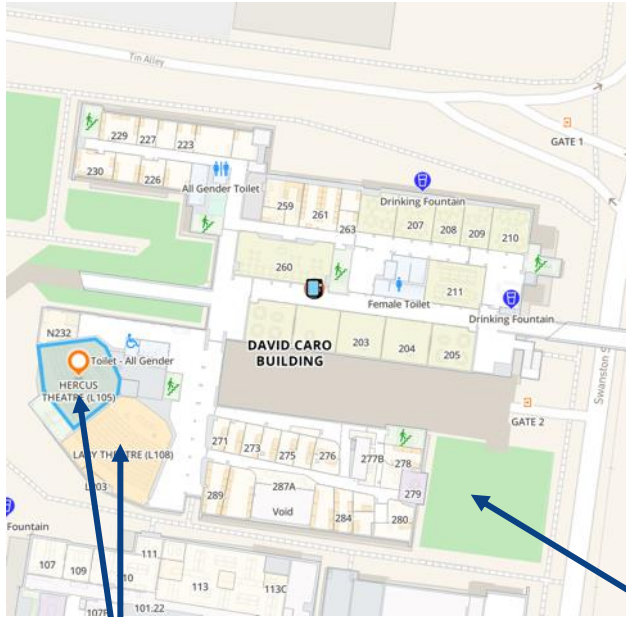 Tin Alley
GATE 1
229
227
223
230
226
All Gender Toilet
259
261
263
Drinking Fountain
207
208
209
210
260
211
Female Toilet
Drinking Fountain
N232
Toilet - All Gender
DAVID CARO
BUILDING
203
204
205
Swanston S
HERCUS
THEATRE (L105)
GATE 2
271
273
275
276
277B
278
279
289
287A
Void
284
280
Fountain
107
109
111
113
113C
101.22